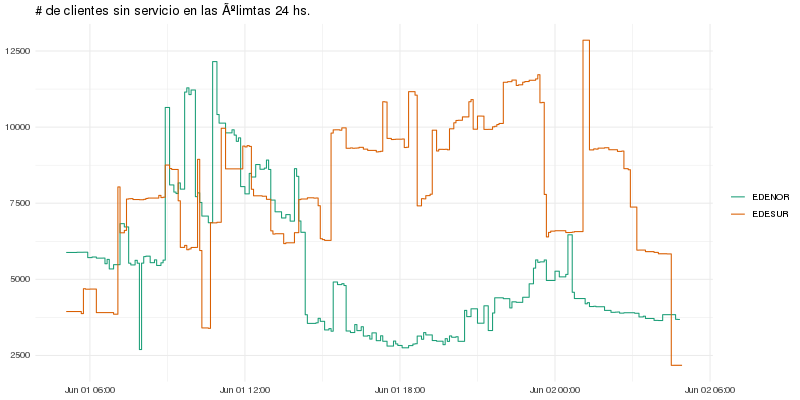 # de clientes sin servicio en las Ãºlimtas 24 hs.
12500
10000
7500
5000
2500
EDENOR
EDESUR
Jun 01 06:00
Jun 01 12:00
Jun 01 18:00
Jun 02 00:00
Jun 02 06:00